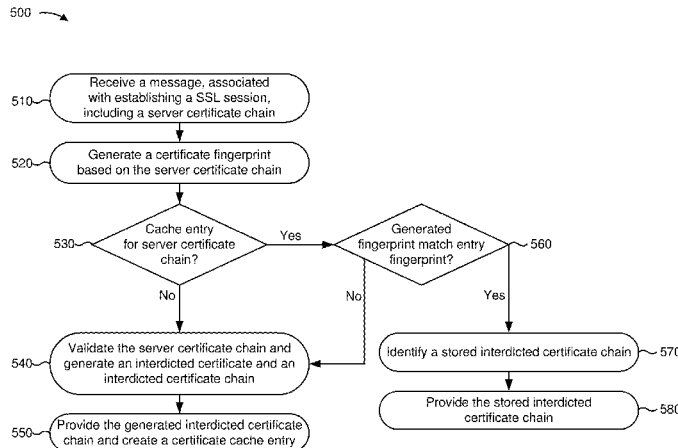 500
Receive a message, associated
with establishing a SSL session,
including a server certificate chain
510
Generate a certificate fingerprint
based on the server certificate chain
520
Cache entry
for server certificate
chain?
530
Yes
No
Generated
fingerprint match entry
fingerprint?
560
No
Yes
Validate the server certificate chain and
generate an interdicted certificate and an
interdicted certificate chain
540
Identify a stored interdicted certificate chain
570
Provide the generated interdicted certificate
chain and create a certificate cache entry
550
Provide the stored interdicted
certificate chain
580